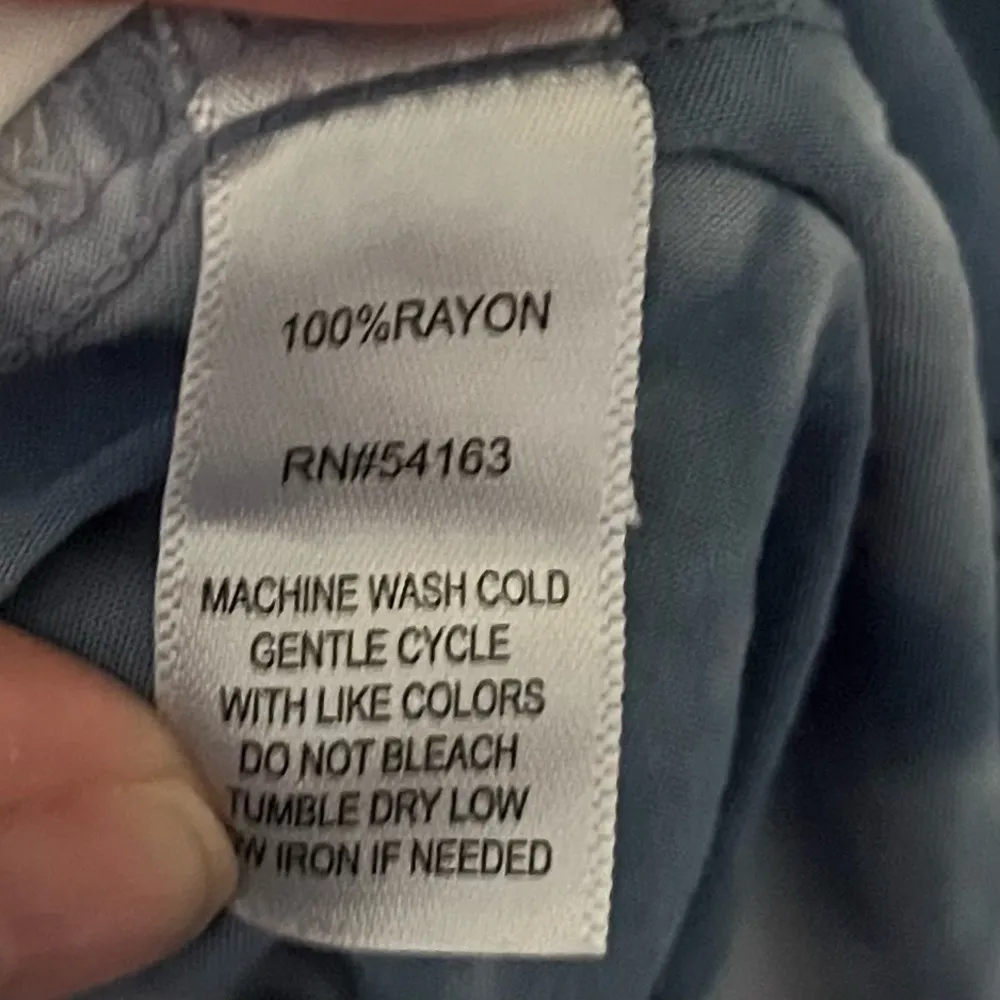 100%RAYON
RN#54163
MACHINE WASH COLD
GENTLE CYCLE
WITH LIKE COLORS
DO NOT BLEACH
TUMBLE DRY LOW
IRON IF NEEDED